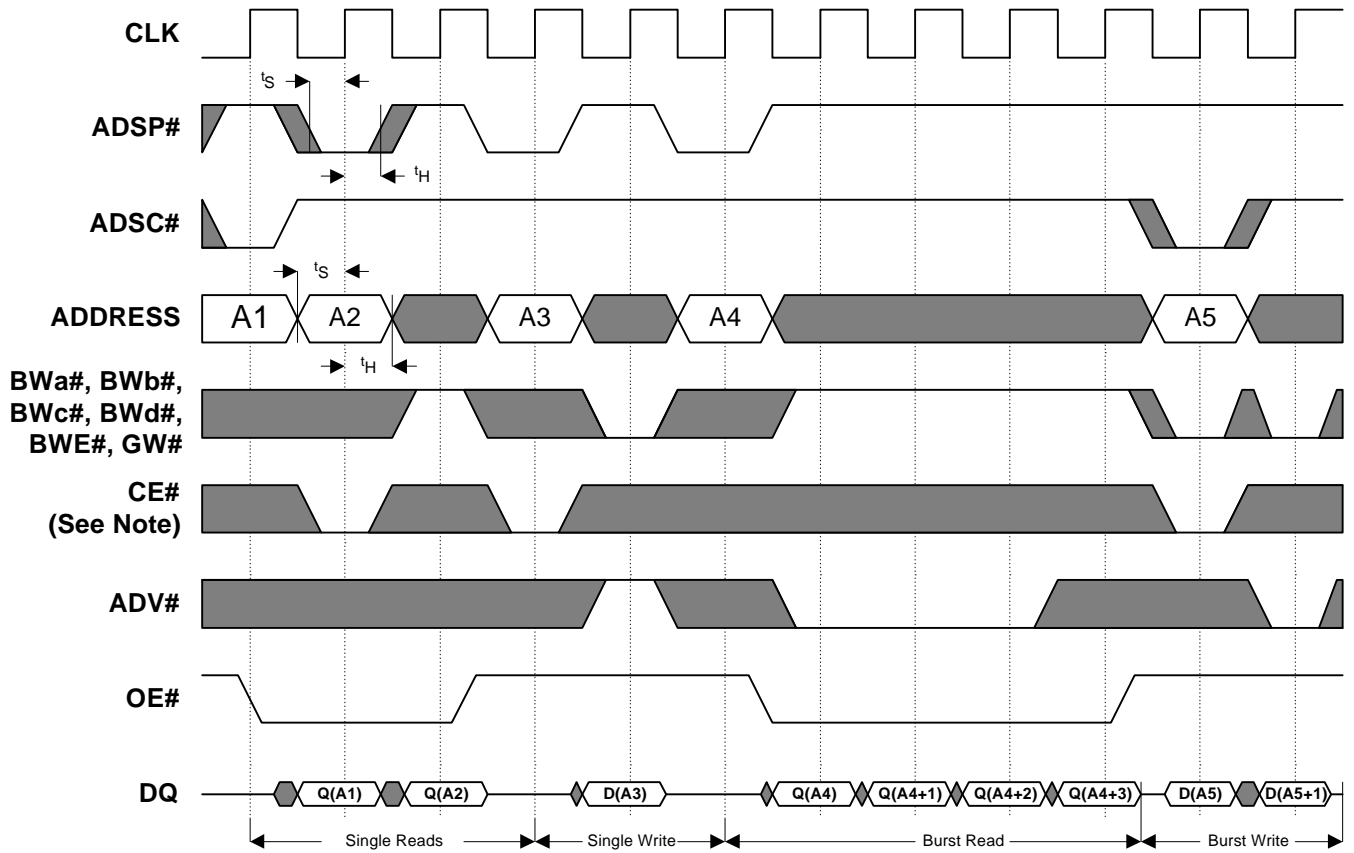 CLK
tS
ADSP#
tH
ADSC#
tS
ADDRESS
A1
A2
A3
A4
A5
tH
BWa#, BWb#,
BWc#, BWd#,
BWE#, GW#
CE#
(See Note)
ADV#
OE#
DQ
Q(A1)
Q(A2)
D(A3)
Q(A4)
Q(A4+1)
Q(A4+2)
Q(A4+3)
D(A5)
D(A5+1)
Single Reads
Single Write
Burst Read
Burst Write